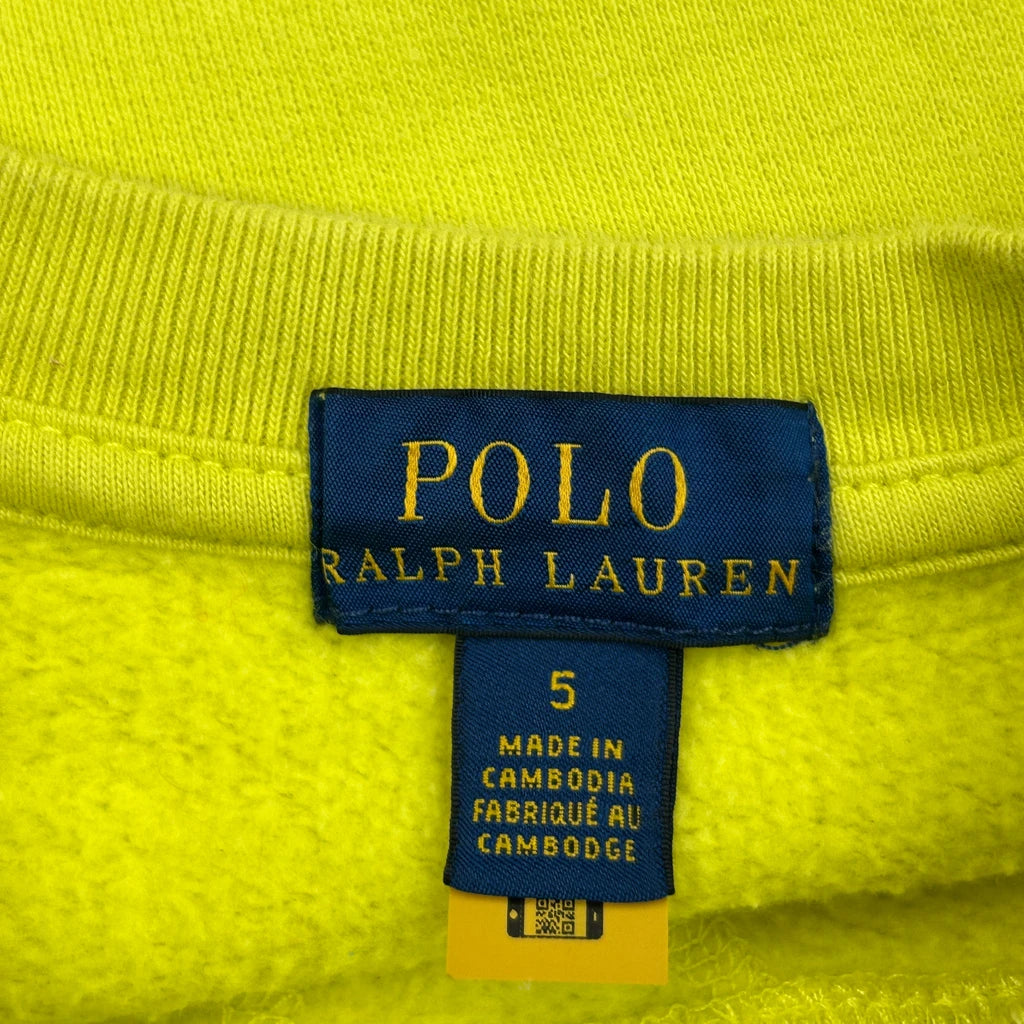 POLO
RALPH LAUREN
5
MADE IN
CAMBODIA
FABRIQUÉ AU
CAMBODGE